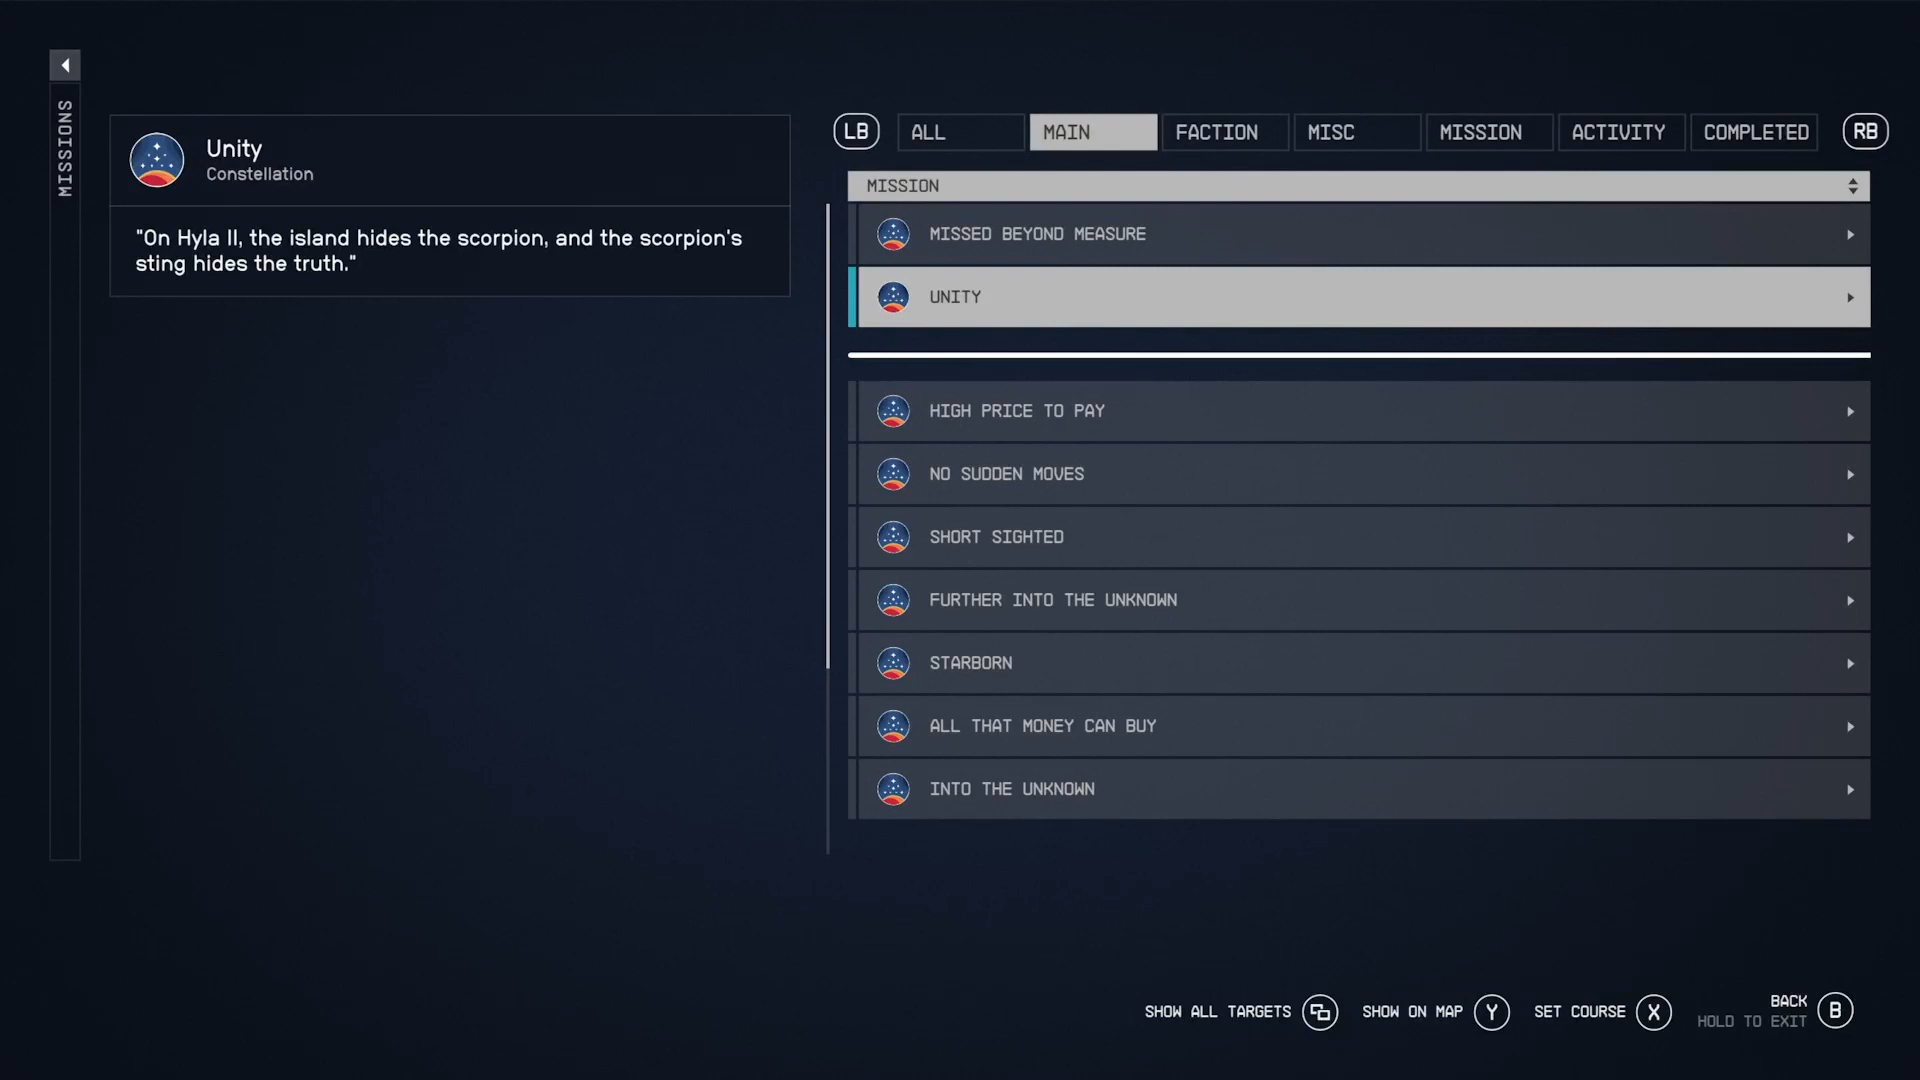 MISSIONS
Unity
Constellation
"On Hyla II, the island hides the scorpion, and the scorpion's
sting hides the truth."
LB ALL MAIN FACTION MISC MISSION ACTIVITY COMPLETED RB
MISSION
MISSED BEYOND MEASURE
UNITY
HIGH PRICE TO PAY
NO SUDDEN MOVES
SHORT SIGHTED
FURTHER INTO THE UNKNOWN
STARBORN
ALL THAT MONEY CAN BUY
INTO THE UNKNOWN
SHOW ALL TARGETS SHOW ON MAP Y SET COURSE X BACK B
HOLD TO EXIT